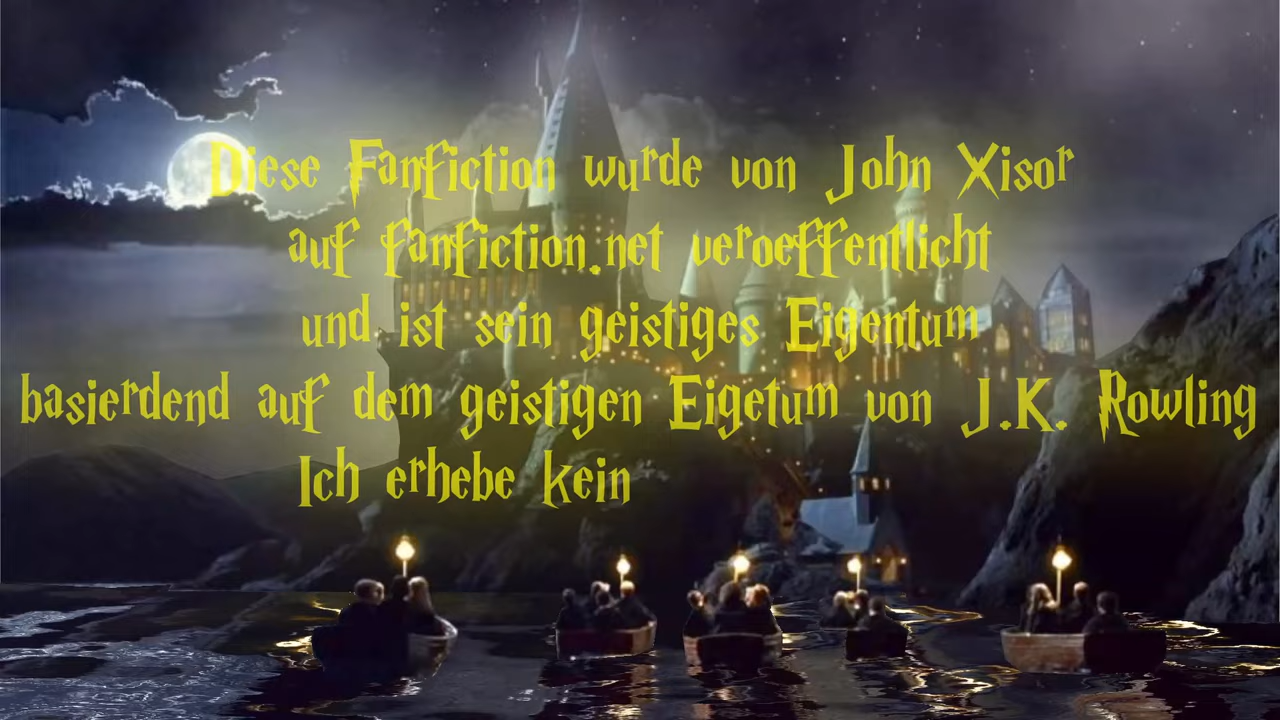 Diese Fanfiction wurde von John Xisor
auf fanfiction.net veroeffentlicht
und ist sein geistiges Eigentum
basierdend auf dem geistigen Eigetum von J.K. Rowling
Ich erhebe kein